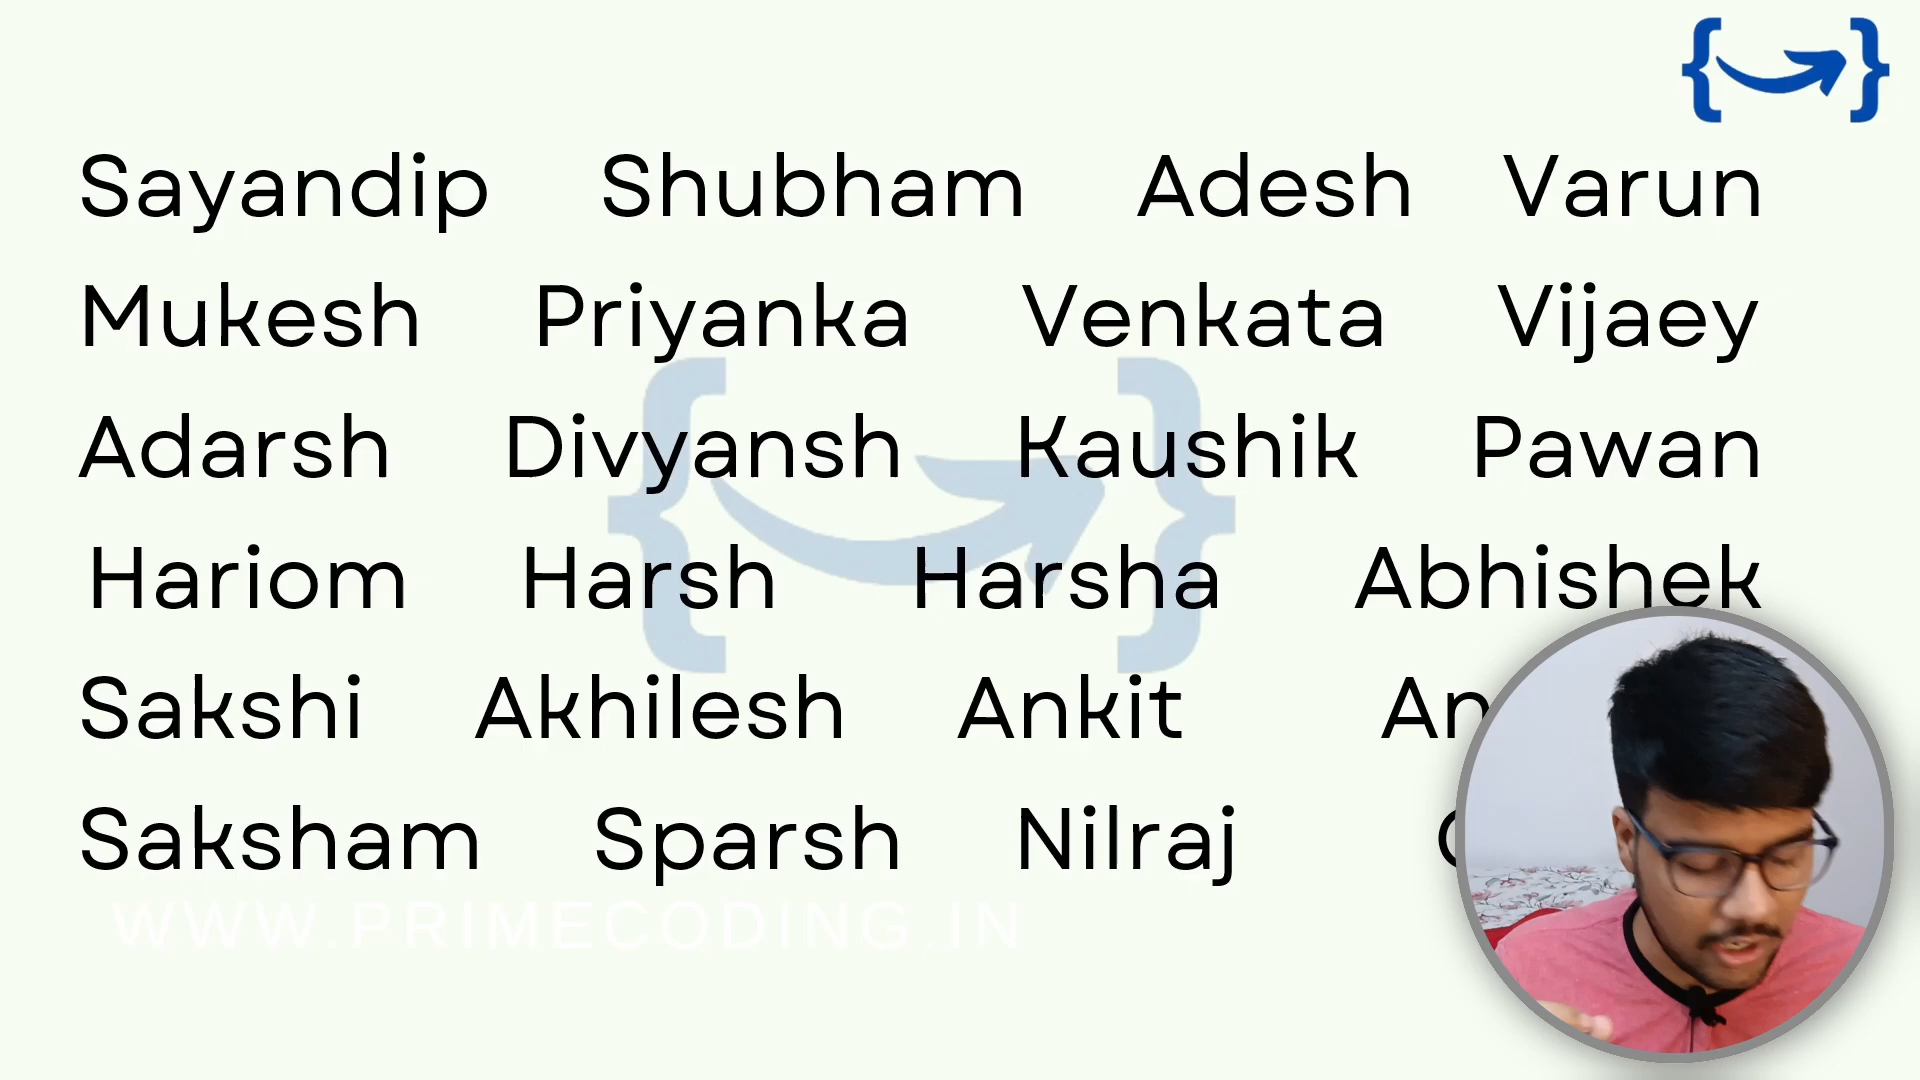 Sayandip Shubham Adesh Varun
Mukesh Priyanka Venkata Vijaey
Adarsh Divyansh Kaushik Pawan
Hariom Harsh Harsha Abhishek
Sakshi Akhilesh Ankit
Saksham Sparsh Nilraj
WWW.PRIMECODING.IN